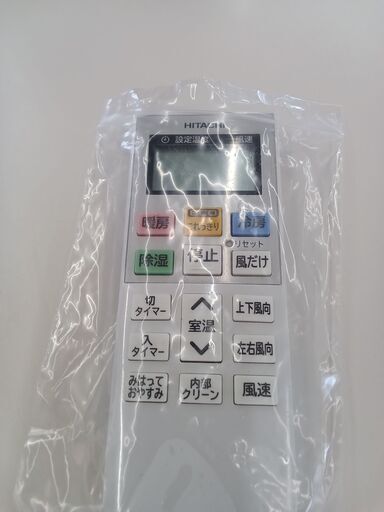 HITACHI
設定温度 風速
暖房
冷房
リセット
除湿
停止
風だけ
切
タイマー
室温
上下風向
入
タイマー
左右風向
みはって
おやすみ
内部
クリーン
風速